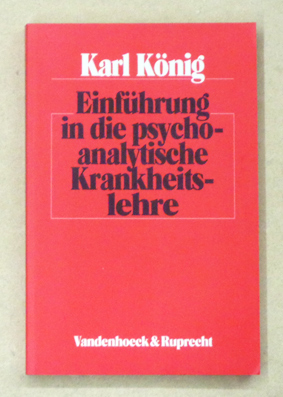 Karl König
Einführung
in die psycho-
analytische
Krankheits-
lehre
Vandenhoeck & Ruprecht